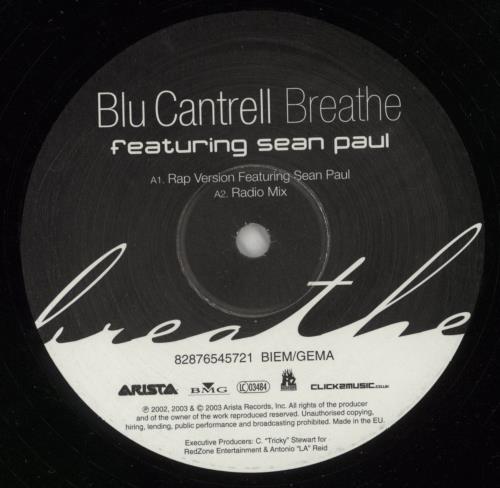 Blu Cantrell Breathe
featuring sean paul
A1. Rap Version Featuring Sean Paul
A2. Radio Mix
breathe
82876545721 BIEM/GEMA
ARISTA BMG LC 03484 CLICK2MUSIC.CO.UK
℗ 2002, 2003 & © 2003 Arista Records, Inc. All rights of the producer
and of the owner of the work reproduced reserved. Unauthorised copying,
hiring, lending, public performance and broadcasting prohibited. Made in the EU.
Executive Producers: C. "Tricky" Stewart for
RedZone Entertainment & Antonio "LA" Reid